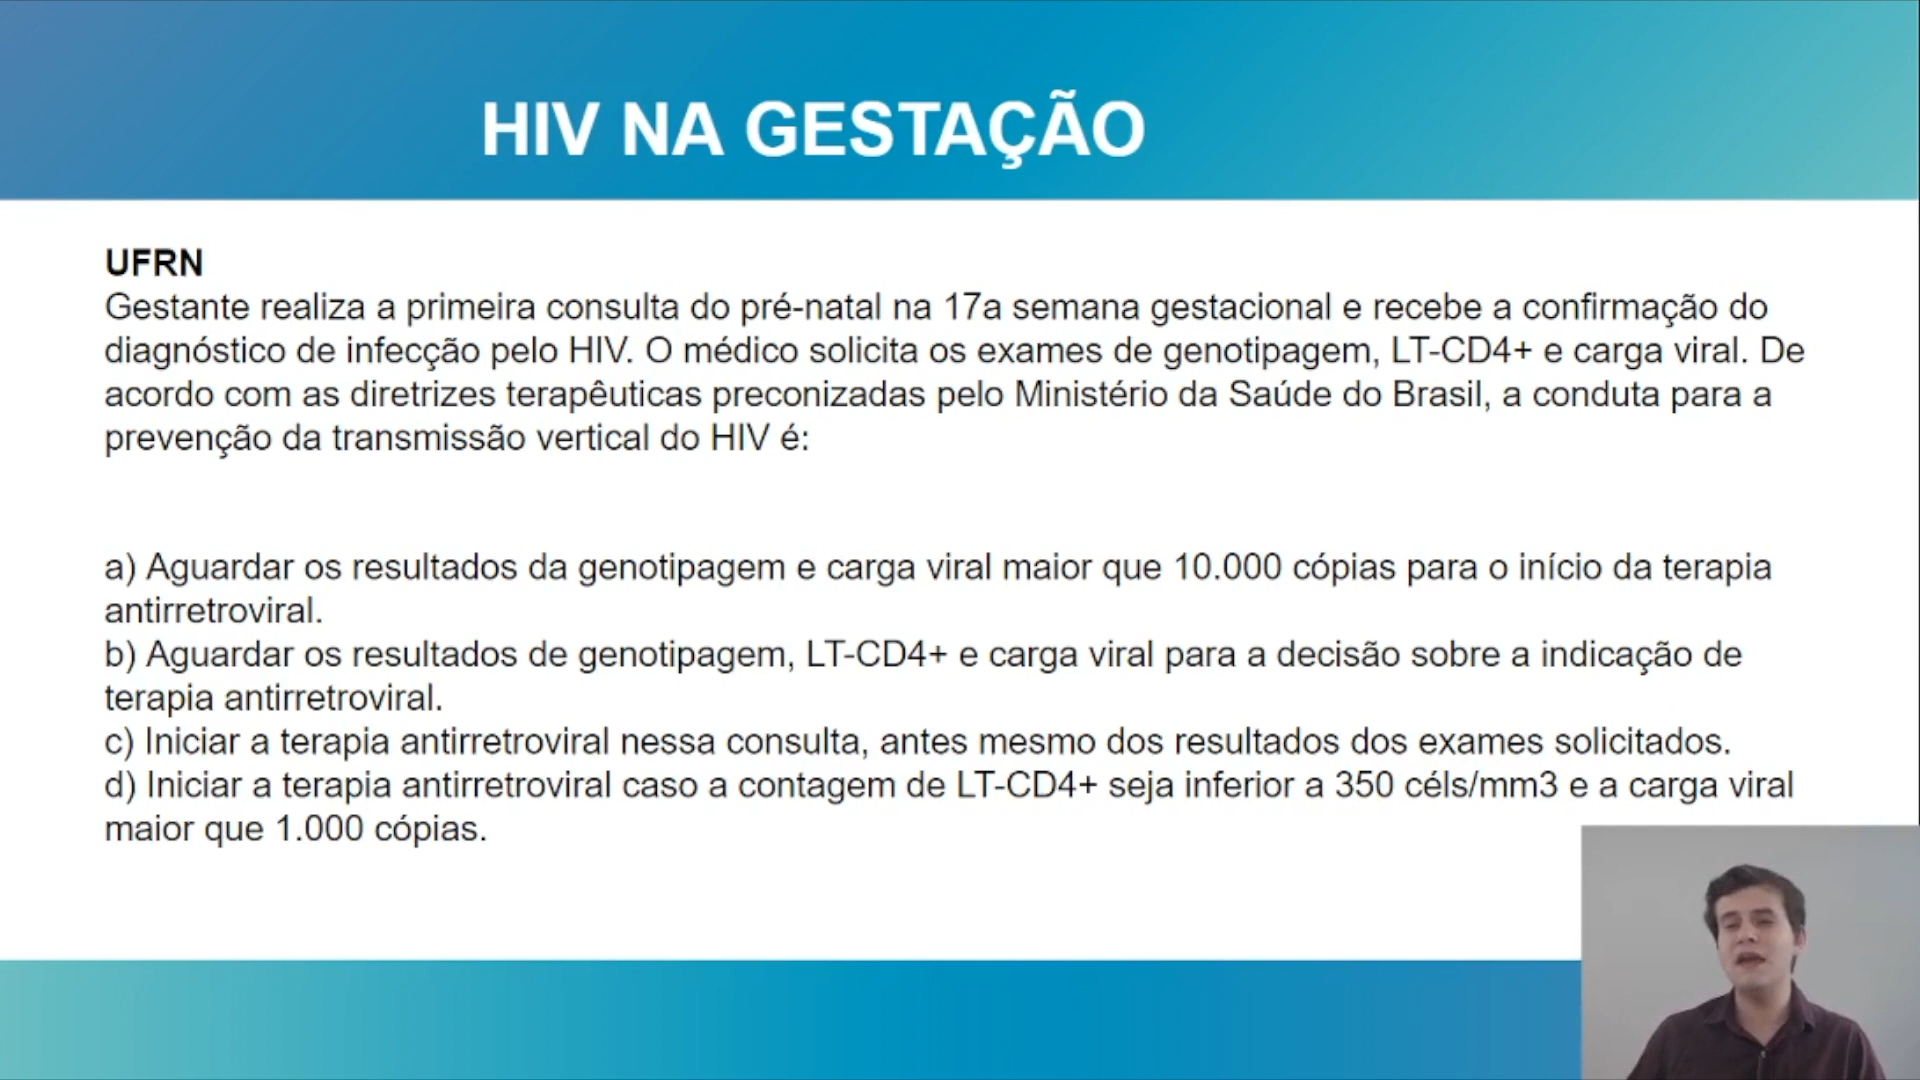 HIV NA GESTAÇÃO
UFRN
Gestante realiza a primeira consulta do pré-natal na 17a semana gestacional e recebe a confirmação do
diagnóstico de infecção pelo HIV. O médico solicita os exames de genotipagem, LT-CD4+ e carga viral. De
acordo com as diretrizes terapêuticas preconizadas pelo Ministério da Saúde do Brasil, a conduta para a
prevenção da transmissão vertical do HIV é:
a) Aguardar os resultados da genotipagem e carga viral maior que 10.000 cópias para o início da terapia
antirretroviral.
b) Aguardar os resultados de genotipagem, LT-CD4+ e carga viral para a decisão sobre a indicação de
terapia antirretroviral.
c) Iniciar a terapia antirretroviral nessa consulta, antes mesmo dos resultados dos exames solicitados.
d) Iniciar a terapia antirretroviral caso a contagem de LT-CD4+ seja inferior a 350 céls/mm3 e a carga viral
maior que 1.000 cópias.